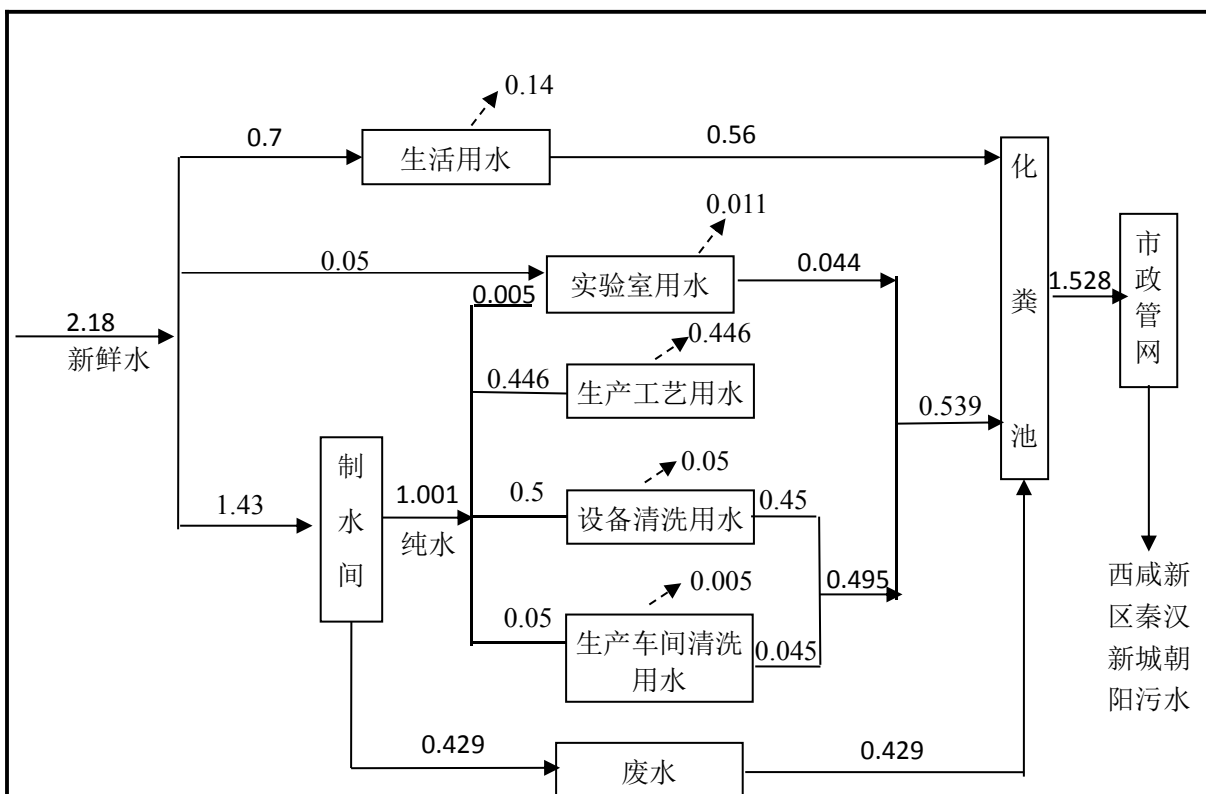 0.14
0.7
生活用水
0.56
化粪池
0.011
市政管网
0.05
实验室用水
0.044
0.005
1.528
2.18
新鲜水
0.446
0.446
生产工艺用水
0.539
制水间
0.05
1.43
1.001
纯水
0.5
设备清洗用水
0.45
0.005
0.495
0.05
生产车间清洗
用水
0.045
西咸新
区秦汉
新城朝
阳污水
0.429
废水
0.429